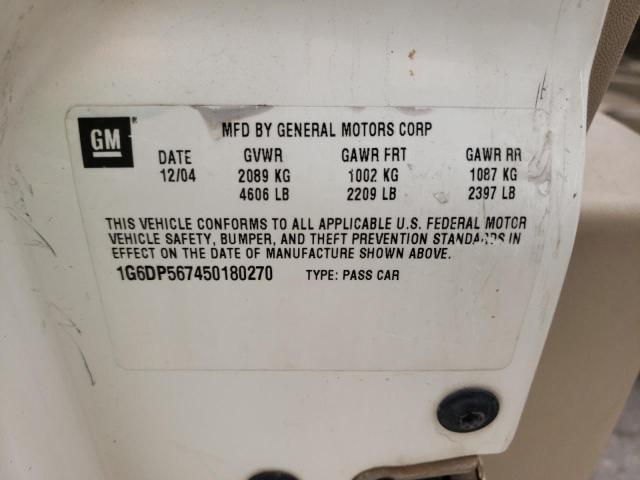 GM
MFD BY GENERAL MOTORS CORP
DATE GVWR GAWR FRT GAWR RR
12/04 2089 KG 1002 KG 1087 KG
4606 LB 2209 LB 2397 LB
THIS VEHICLE CONFORMS TO ALL APPLICABLE U.S. FEDERAL MOTOR
VEHICLE SAFETY, BUMPER, AND THEFT PREVENTION STANDARDS IN
EFFECT ON THE DATE OF MANUFACTURE SHOWN ABOVE.
1G6DP567450180270 TYPE: PASS CAR